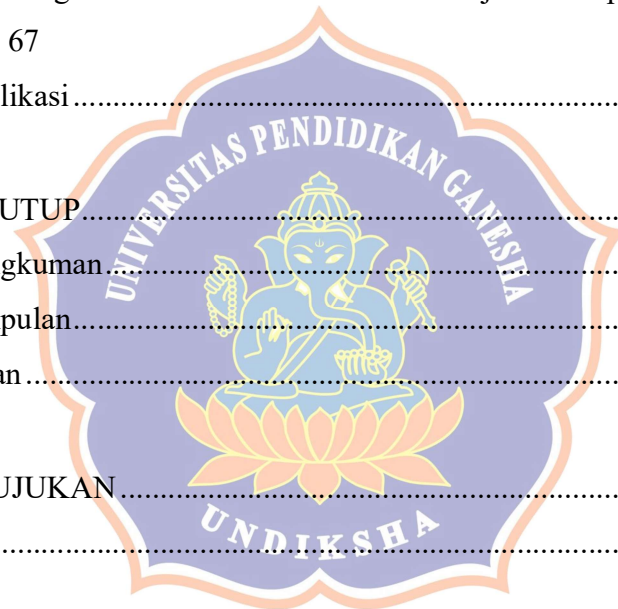 67
likasi ............................................................
UNIVERSITAS PENDIDIKAN GANESHA
UTUP............................................................
gkuman............................................................
pulan............................................................
an ............................................................
UJUKAN............................................................
UNDIKSHA
............................................................